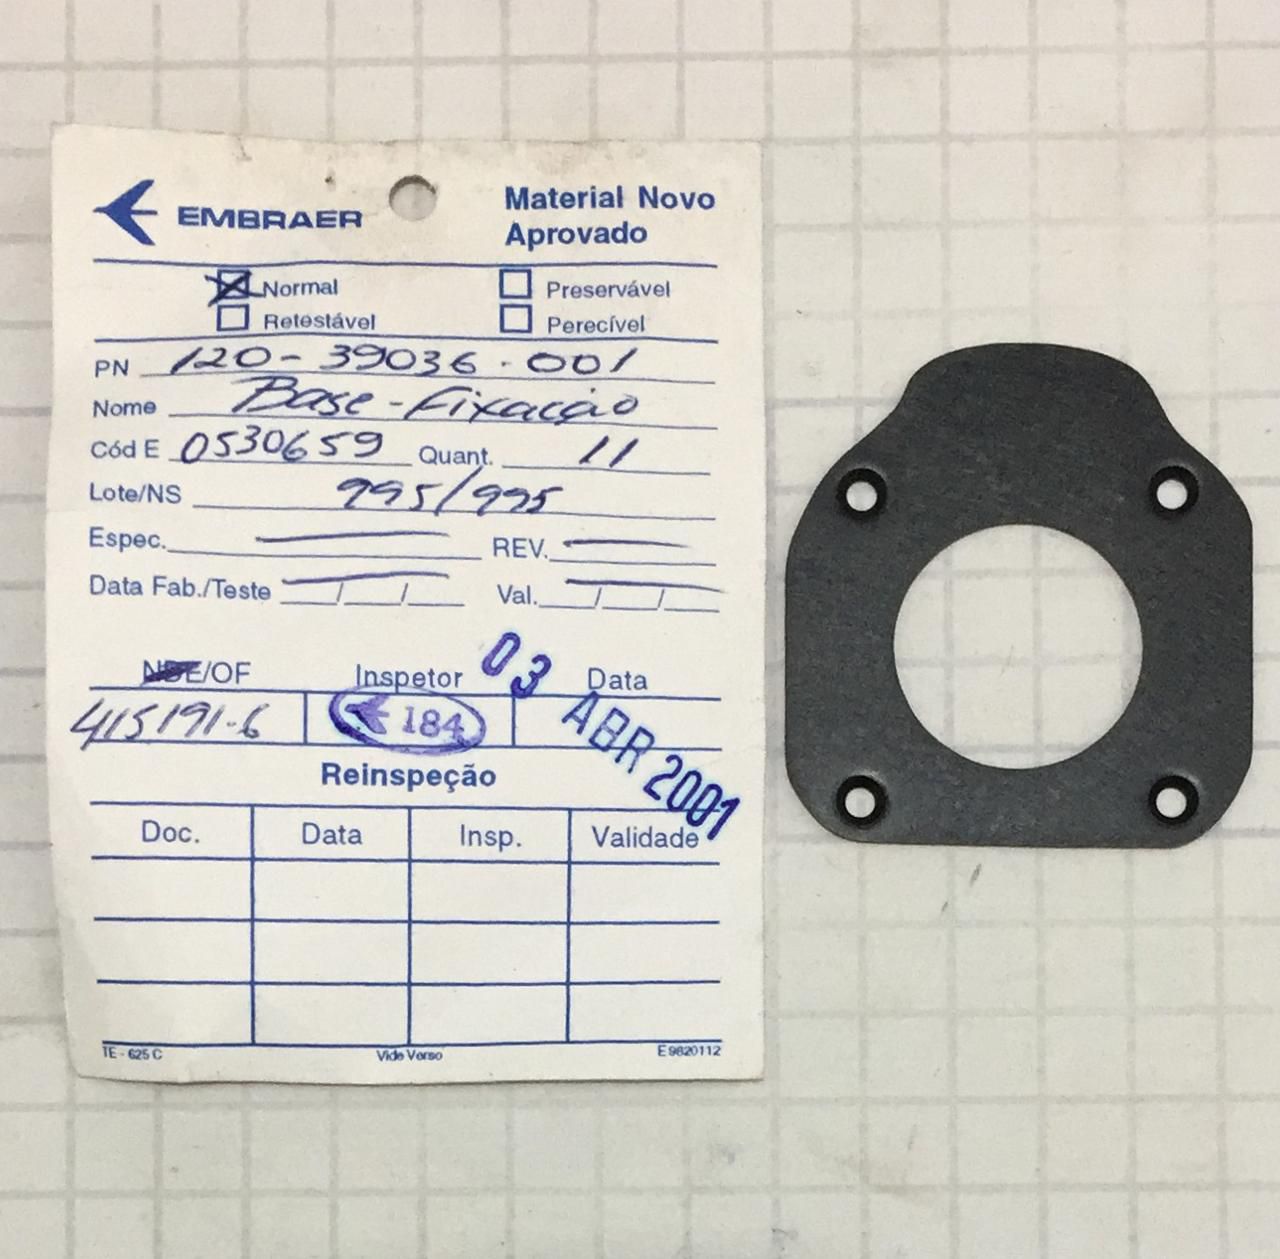 EMBRAER
Material Novo
Aprovado
Normal Preservável
Retestável Perecível
PN 120-39036-001
Nome Base-Fixação
Cód E 0530659 Quant. 11
Lote/NS 995/995
Espec. REV.
Data Fab./Teste / / Val. / /
/OF Inspetor Data
415191-6 184 03 ABR 2001
Reinspeção
Doc. Data Insp. Validade
TE - 625 C Vide Verso E9820112